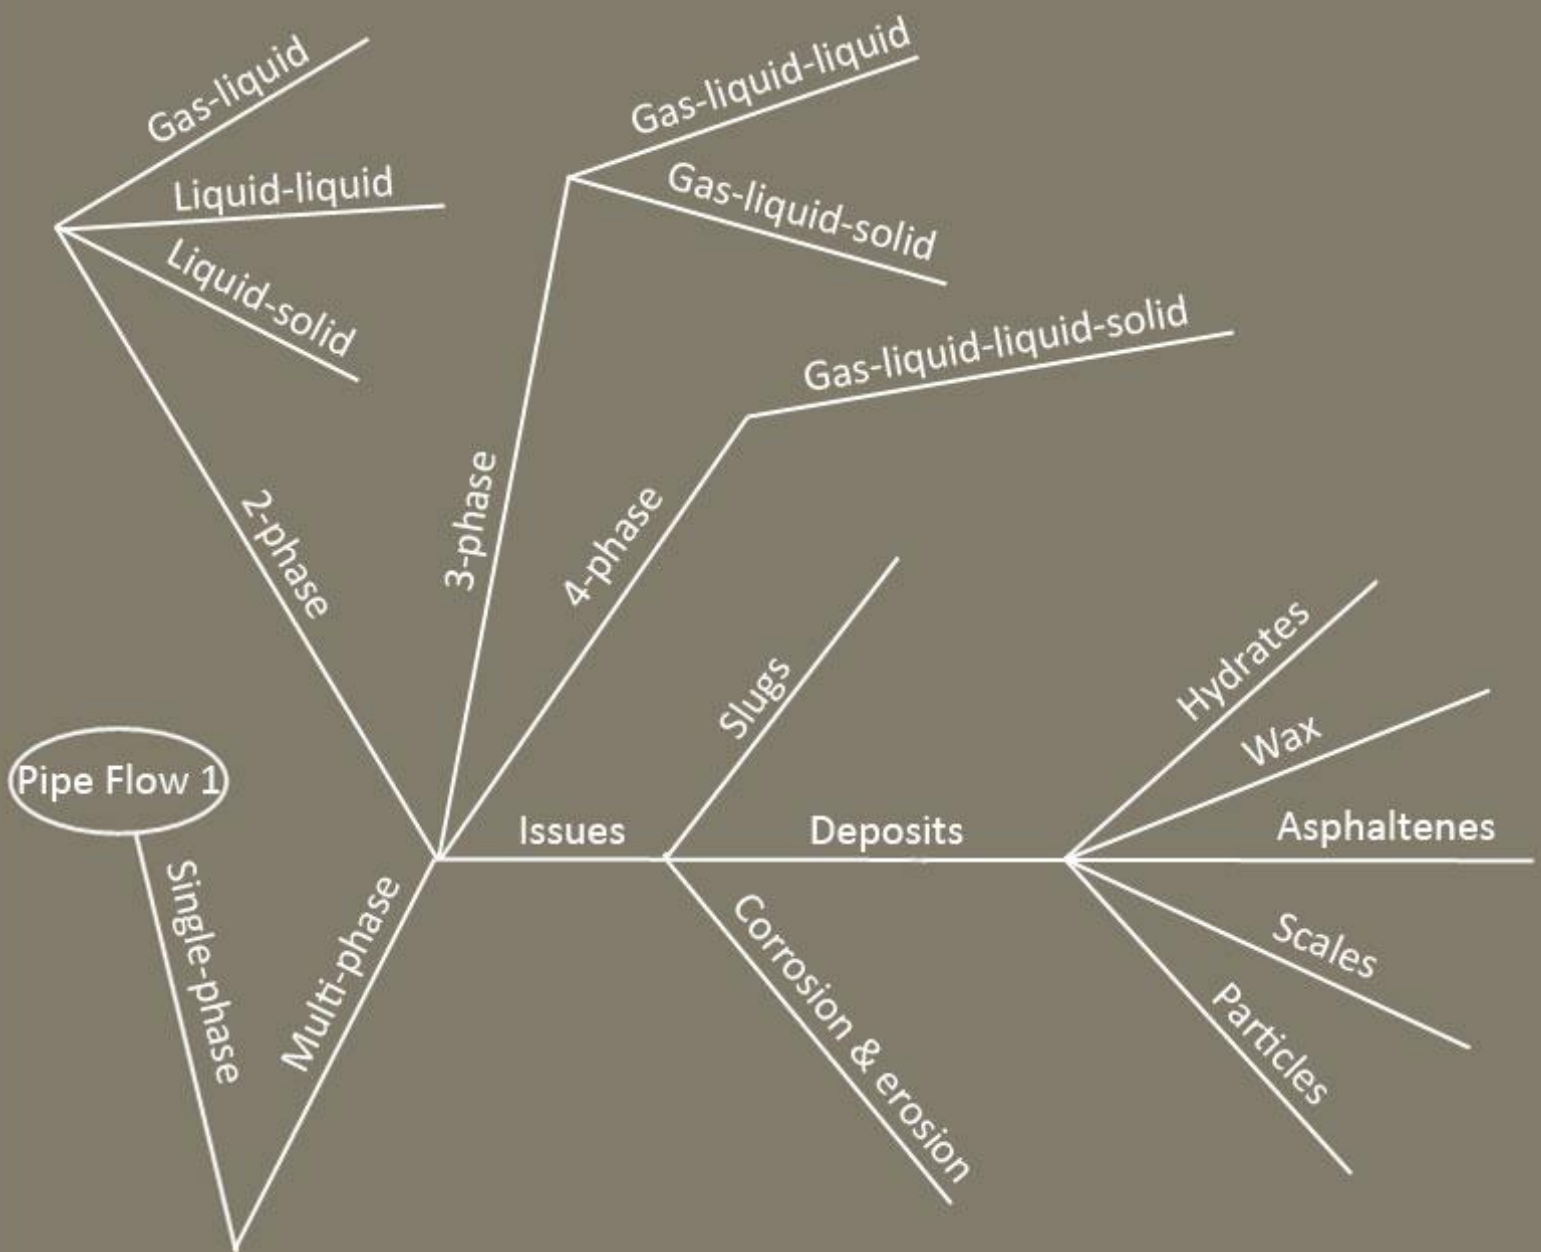 Gas-liquid
Liquid-liquid
Liquid-solid
Gas-liquid-liquid
Gas-liquid-solid
Gas-liquid-liquid-solid
2-phase
3-phase
4-phase
Pipe Flow 1
Single-phase
Multi-phase
Issues
Slugs
Deposits
Corrosion & erosion
Hydrates
Wax
Asphaltenes
Scales
Particles